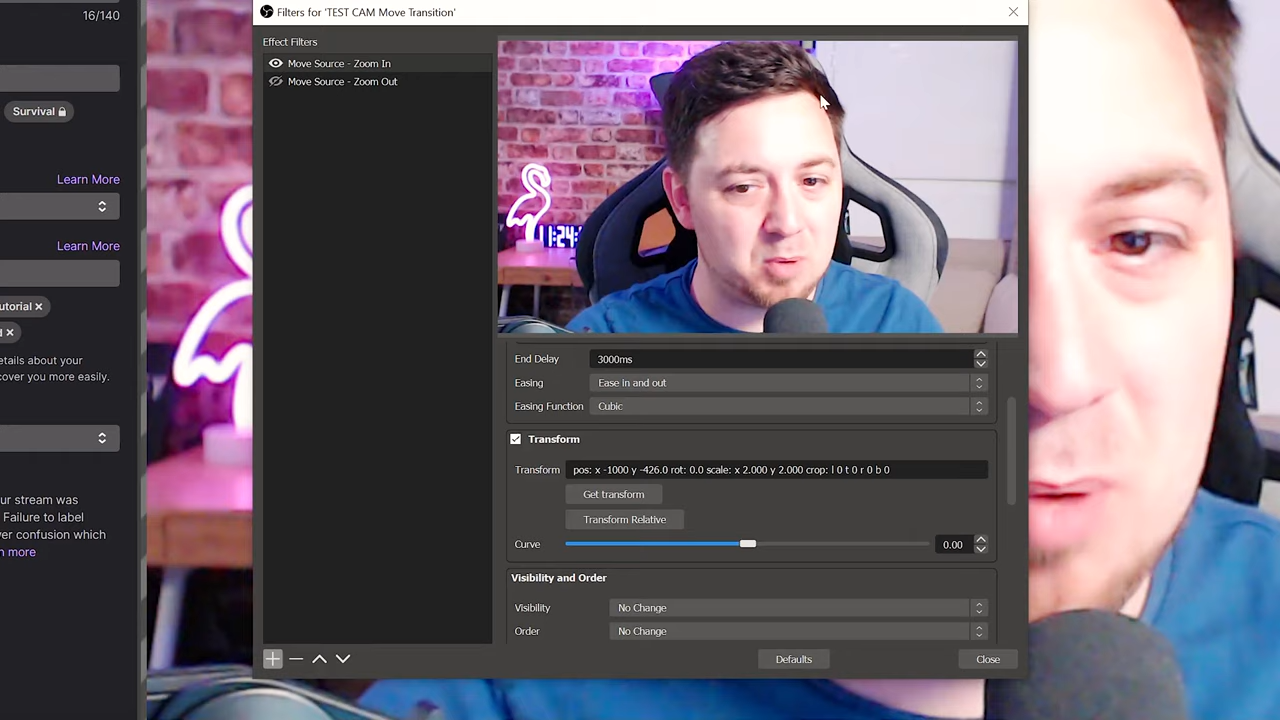 16/140
Survival
Learn More
Learn More
utorial ×
×
etails about your
cover you more easily.
ur stream was
Failure to label
er confusion which
n more
Filters for 'TEST CAM Move Transition'
Effect Filters
Move Source - Zoom In
Move Source - Zoom Out
11:24
End Delay 3000ms
Easing Ease in and out
Easing Function Cubic
Transform
Transform pos: x -1000 y -426.0 rot: 0.0 scale: x 2.000 y 2.000 crop: l 0 t 0 r 0 b 0
Get transform
Transform Relative
Curve 0.00
Visibility and Order
Visibility No Change
Order No Change
Defaults Close